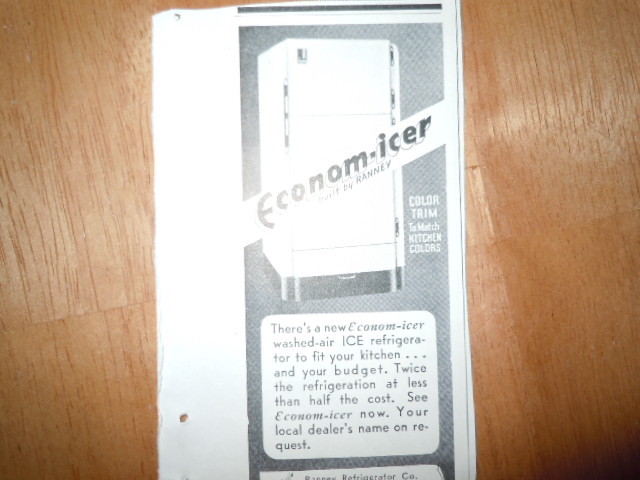 Econom-icer
built by RANNEY
COLOR
TRIM
To Match
KITCHEN
COLORS
There's a new Econom-icer
washed-air ICE refrigera-
tor to fit your kitchen . . .
and your budget. Twice
the refrigeration at less
than half the cost. See
Econom-icer now. Your
local dealer's name on re-
quest.
Ranney Refrigerator Co.